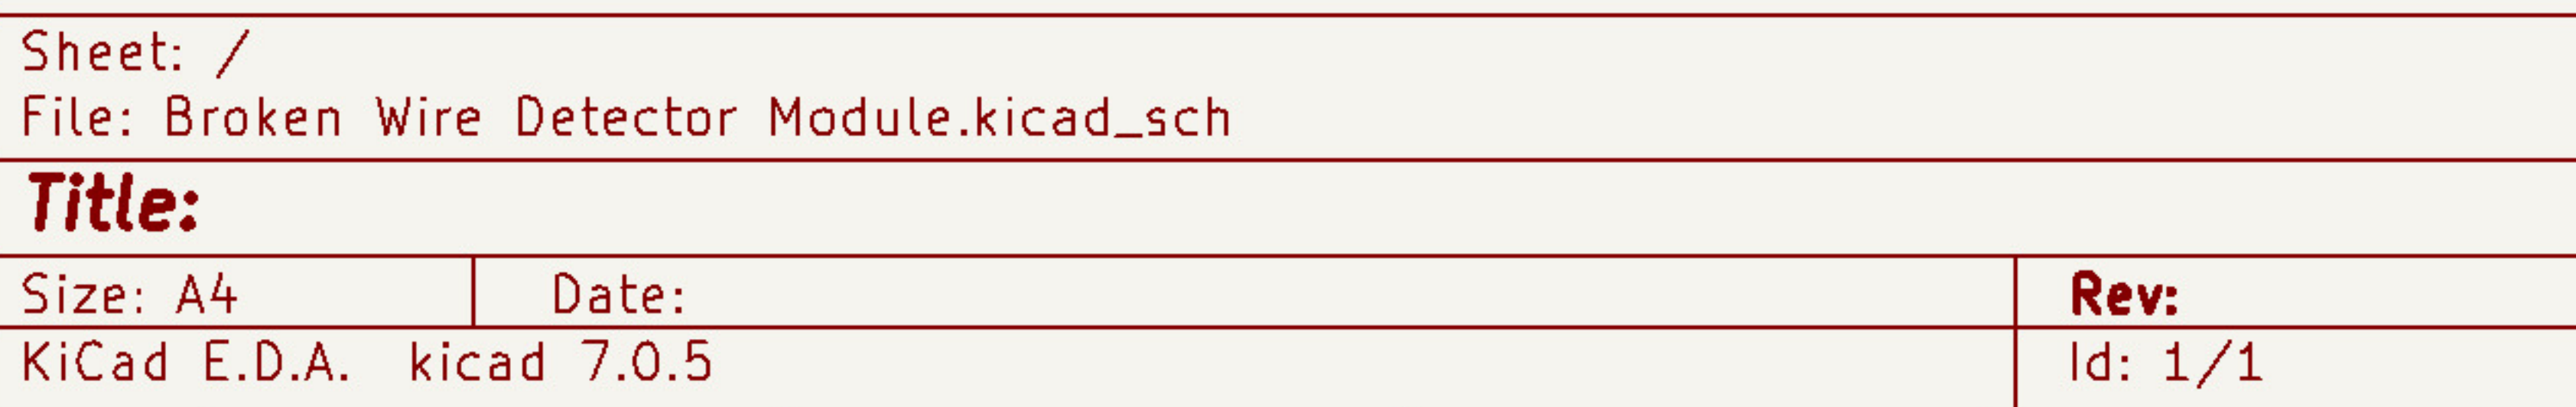 Sheet: /
File: Broken Wire Detector Module.kicad_sch
Title:
Size: A4 Date: Rev:
KiCad E.D.A. kicad 7.0.5 Id: 1/1